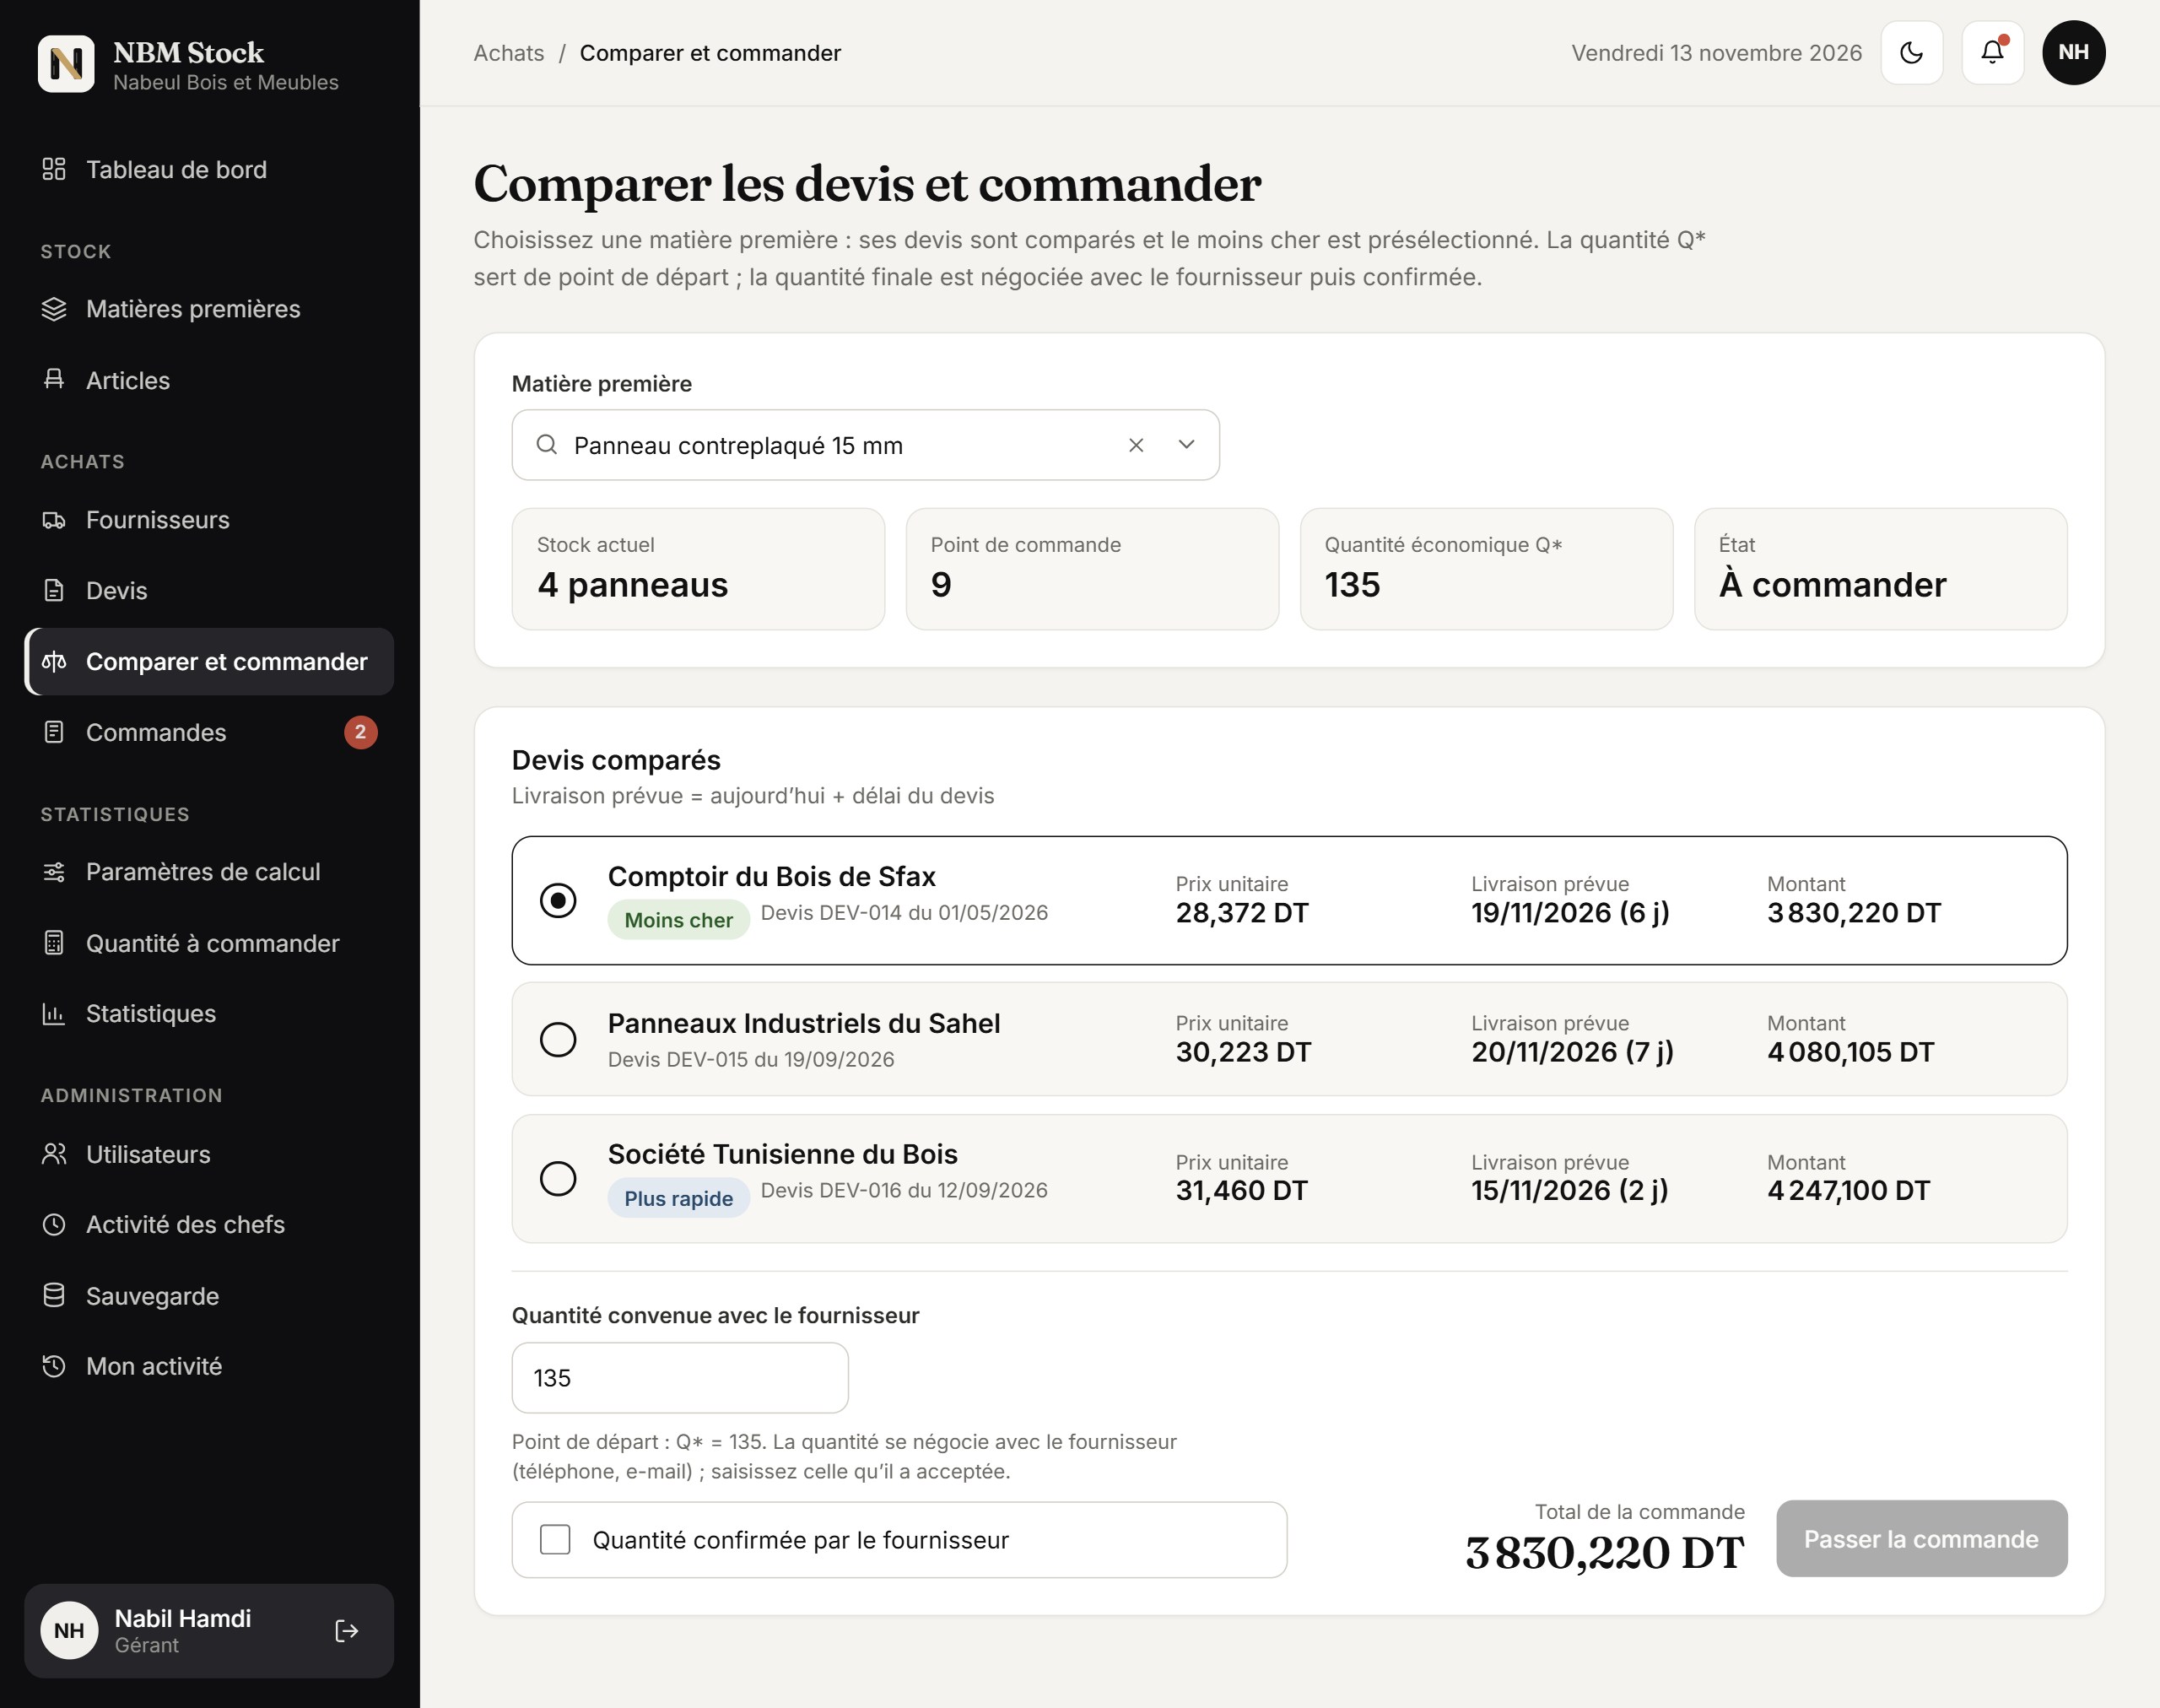 NBM Stock
Nabeul Bois et Meubles
Tableau de bord
STOCK
Matières premières
Articles
ACHATS
Fournisseurs
Devis
Comparer et commander
Commandes 2
STATISTIQUES
Paramètres de calcul
Quantité à commander
Statistiques
ADMINISTRATION
Utilisateurs
Activité des chefs
Sauvegarde
Mon activité
NH
Nabil Hamdi
Gérant
Achats / Comparer et commander
Vendredi 13 novembre 2026
NH
Comparer les devis et commander
Choisissez une matière première : ses devis sont comparés et le moins cher est présélectionné. La quantité Q*
sert de point de départ ; la quantité finale est négociée avec le fournisseur puis confirmée.
Matière première
Panneau contreplaqué 15 mm
Stock actuel
4 panneaus
Point de commande
9
Quantité économique Q*
135
État
À commander
Devis comparés
Livraison prévue = aujourd’hui + délai du devis
Comptoir du Bois de Sfax
Moins cher Devis DEV-014 du 01/05/2026
Prix unitaire
28,372 DT
Livraison prévue
19/11/2026 (6 j)
Montant
3 830,220 DT
Panneaux Industriels du Sahel
Devis DEV-015 du 19/09/2026
Prix unitaire
30,223 DT
Livraison prévue
20/11/2026 (7 j)
Montant
4 080,105 DT
Société Tunisienne du Bois
Plus rapide Devis DEV-016 du 12/09/2026
Prix unitaire
31,460 DT
Livraison prévue
15/11/2026 (2 j)
Montant
4 247,100 DT
Quantité convenue avec le fournisseur
135
Point de départ : Q* = 135. La quantité se négocie avec le fournisseur
(téléphone, e-mail) ; saisissez celle qu’il a acceptée.
Quantité confirmée par le fournisseur
Total de la commande
3 830,220 DT
Passer la commande